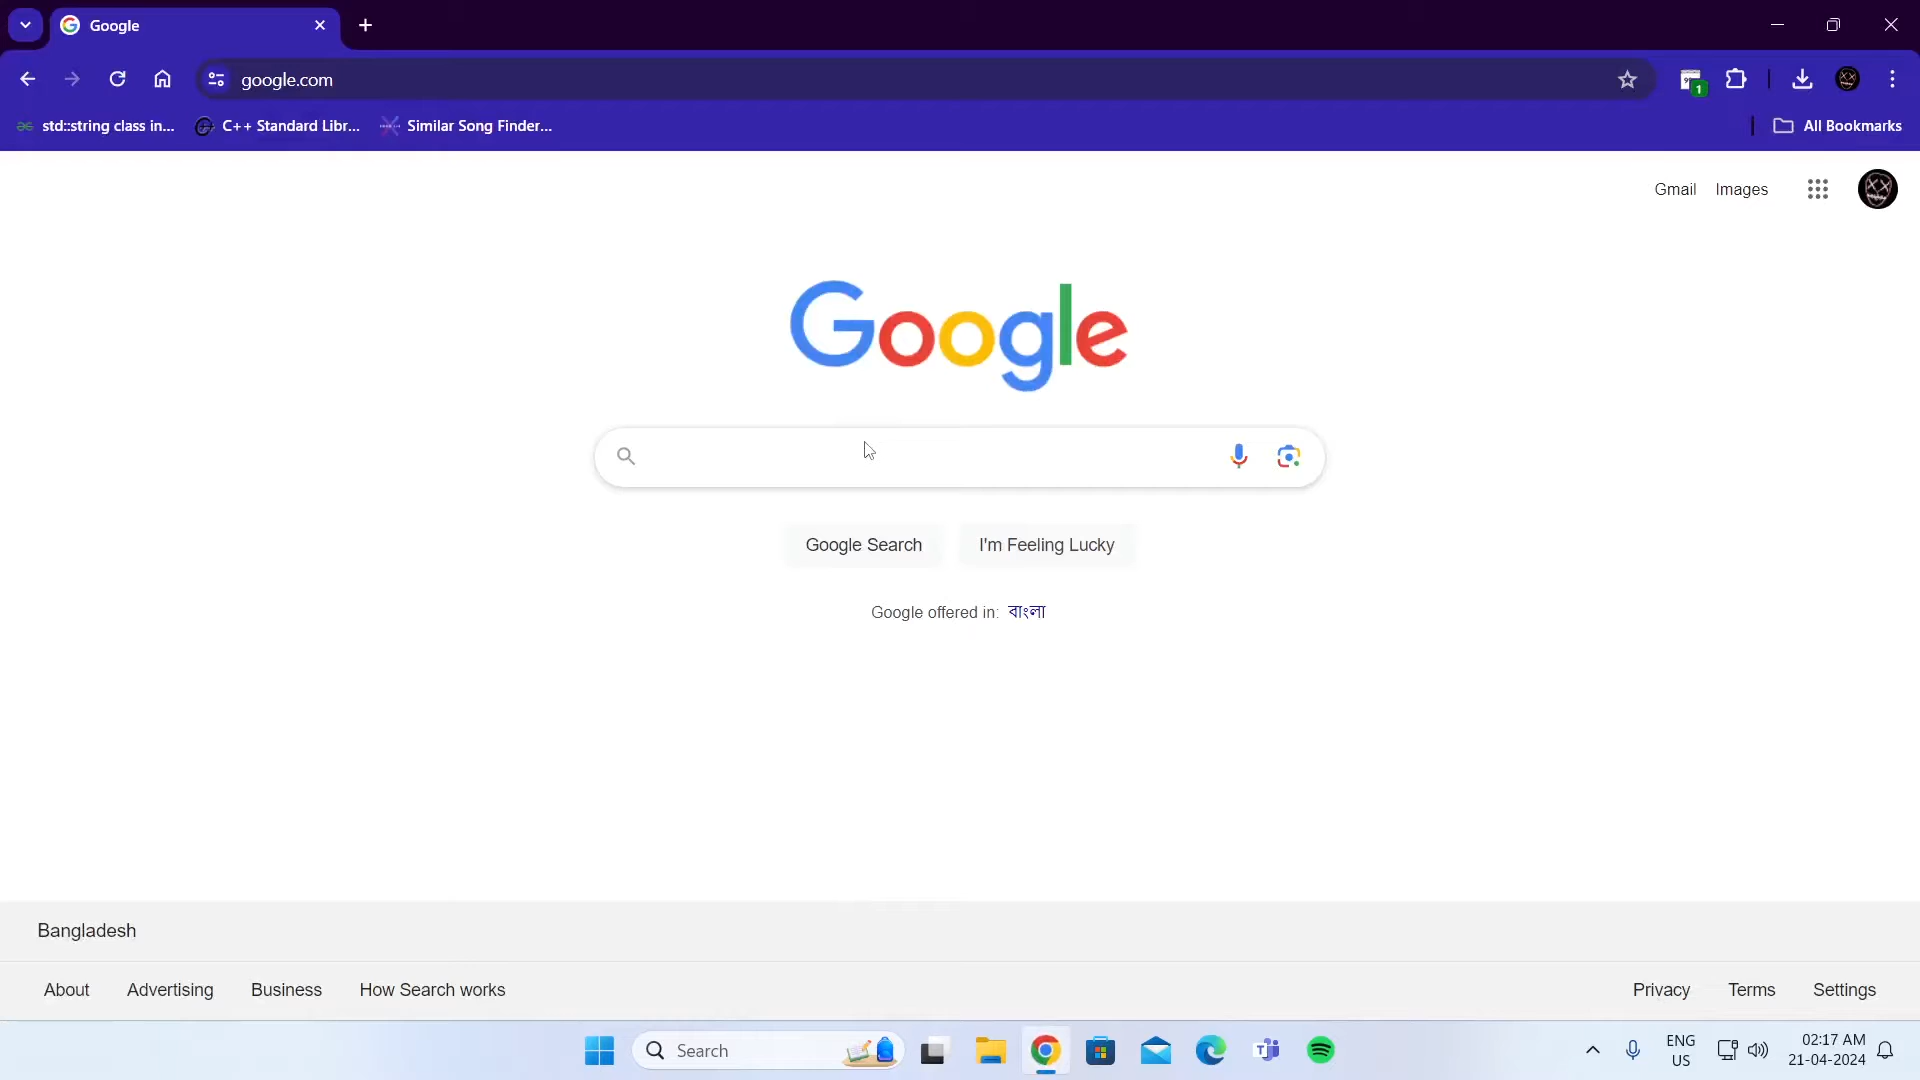 Google
google.com
1
std::string class in...
C++ Standard Libr...
Similar Song Finder...
All Bookmarks
Gmail Images
Google
Google Search I'm Feeling Lucky
Google offered in: বাংলা
Bangladesh
About Advertising Business How Search works Privacy Terms Settings
Search
ENG
US
02:17 AM
21-04-2024